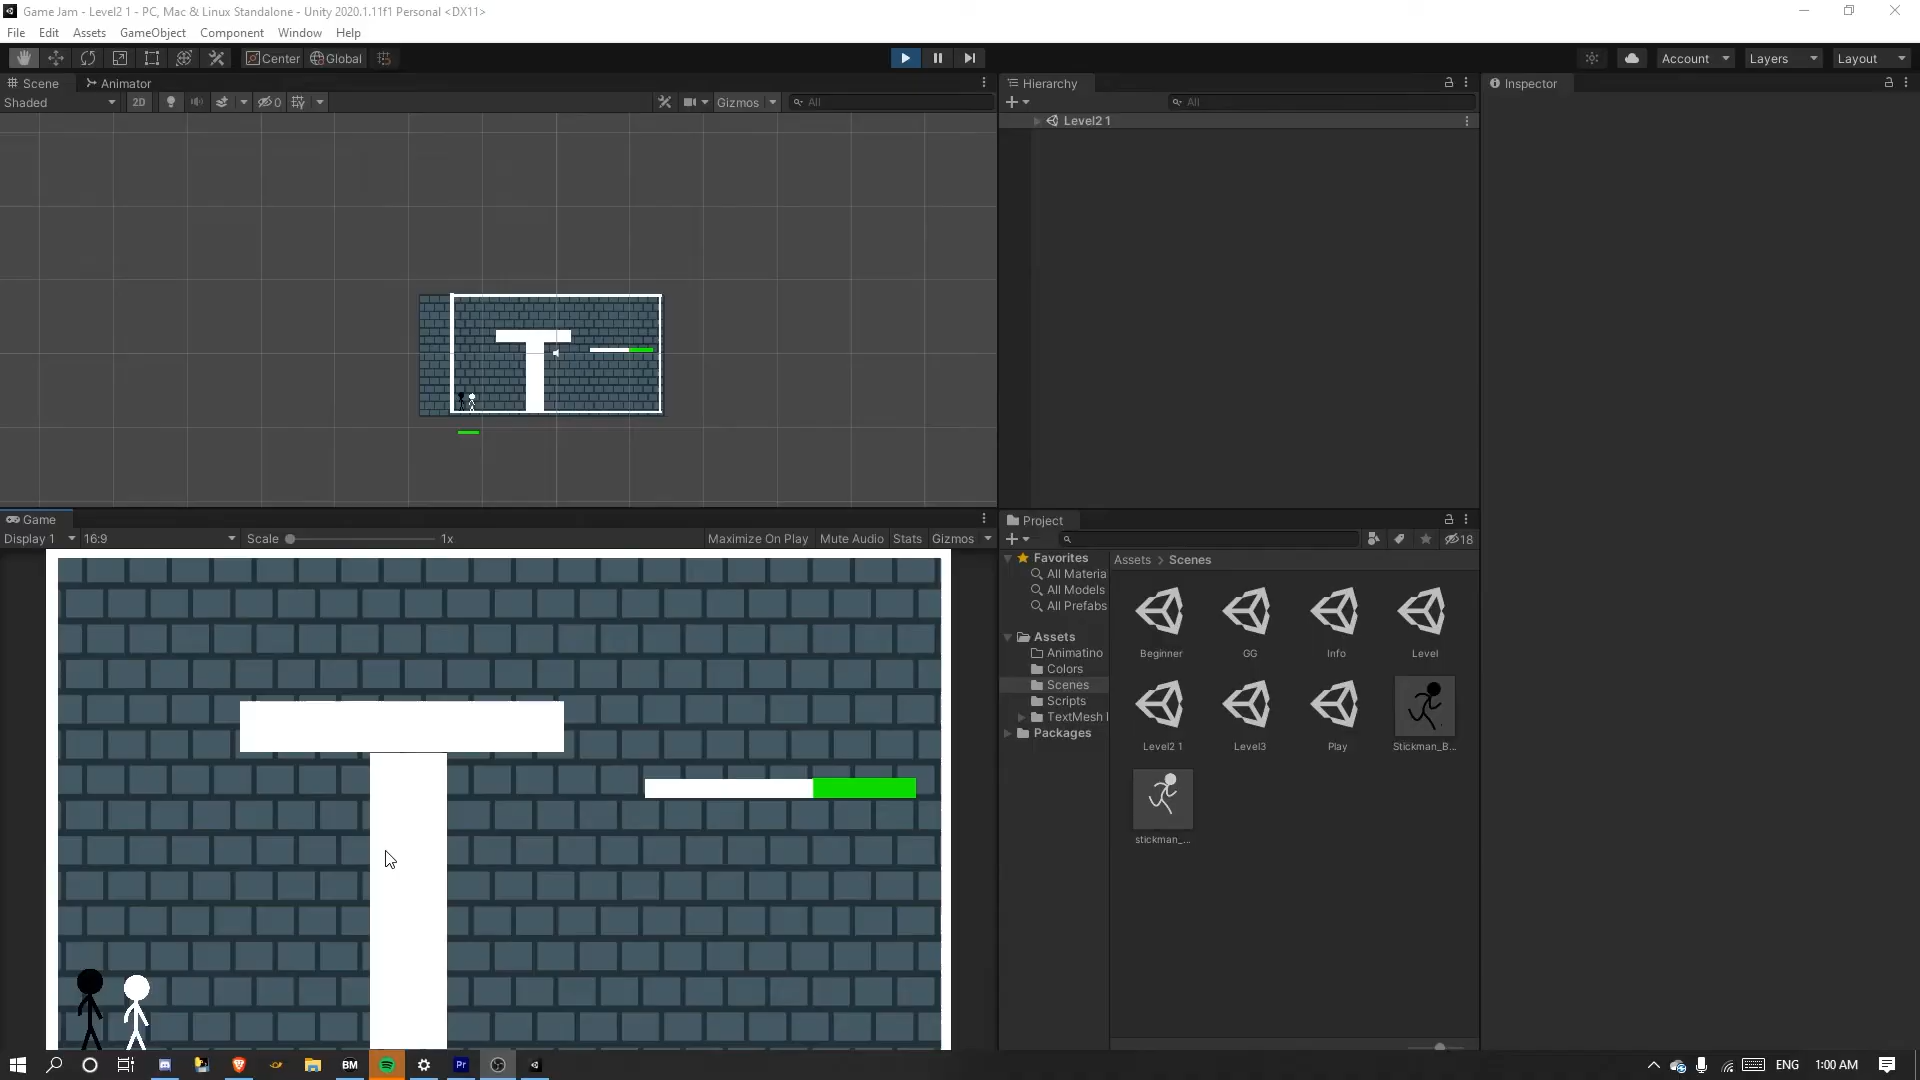 Game Jam - Level2 1 - PC, Mac & Linux Standalone - Unity 2020.1.11f1 Personal <DX11>
File Edit Assets GameObject Component Window Help
Center Global Account Layers Layout
Scene Animator
Shaded 2D 0 Gizmos All
Hierarchy
All
Level2 1
Inspector
Game
Display 1 16:9 Scale 1x Maximize On Play Mute Audio Stats Gizmos
Project
18
Favorites
All Materia
All Models
All Prefabs
Assets
Animatino
Colors
Scenes
Scripts
TextMesh
Packages
Assets > Scenes
Beginner GG Info Level
Level2 1 Level3 Play Stickman_B...
stickman_...
BM Pr ENG 1:00 AM